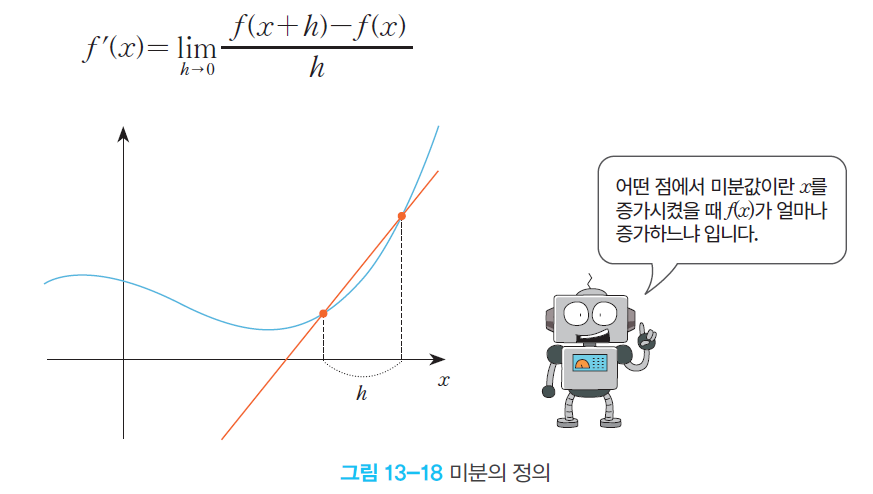 f′(x)= lim h→0 f(x+h)−f(x) / h
어떤 점에서 미분값이란 x를
증가시켰을 때 f(x)가 얼마나
증가하느냐 입니다.
x
h
그림 13-18 미분의 정의